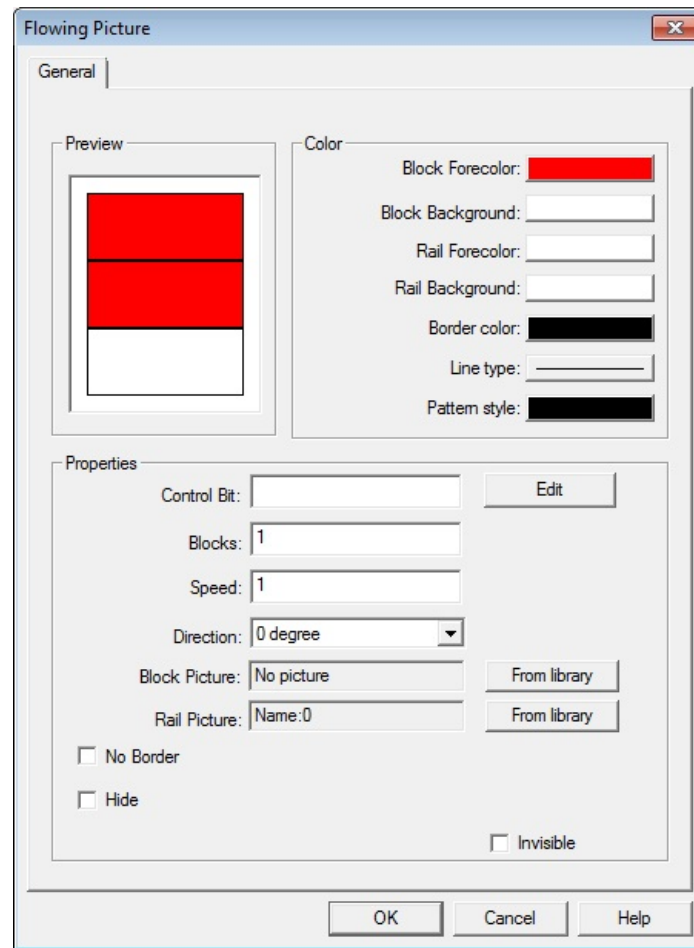 Flowing Picture
General
Preview
Color
Block Forecolor:
Block Background:
Rail Forecolor:
Rail Background:
Border color:
Line type:
Pattern style:
Properties
Control Bit:
Edit
Blocks: 1
Speed: 1
Direction: 0 degree
Block Picture: No picture From library
Rail Picture: Name:0 From library
No Border
Hide
Invisible
OK Cancel Help